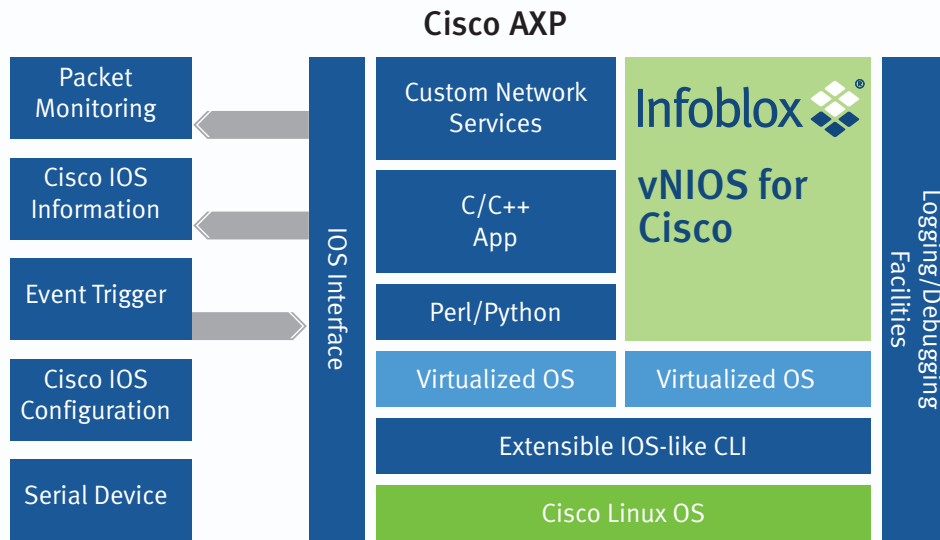 Cisco AXP
Packet
Monitoring
Cisco IOS
Information
Event Trigger
Cisco IOS
Configuration
Serial Device
IOS Interface
Custom Network
Services
C/C++
App
Perl/Python
Virtualized OS
Infoblox ®
vNIOS for
Cisco
Virtualized OS
Extensible IOS-like CLI
Cisco Linux OS
Logging/Debugging
Facilities